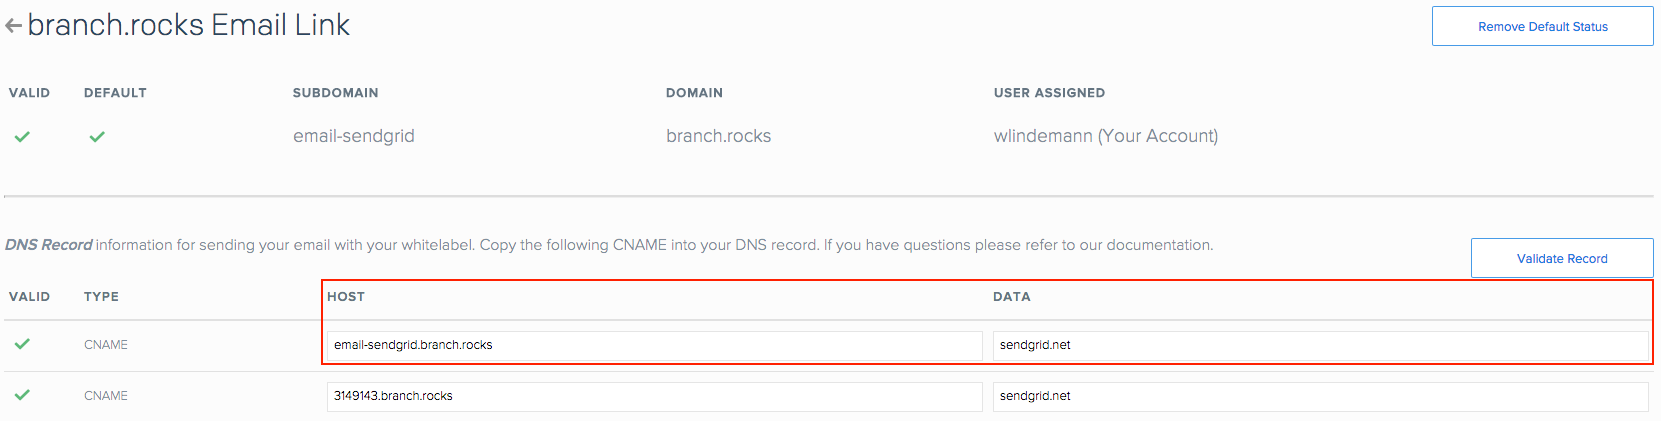 branch.rocks Email Link
Remove Default Status
VALID DEFAULT SUBDOMAIN DOMAIN USER ASSIGNED
email-sendgrid branch.rocks wlindemann (Your Account)
DNS Record information for sending your email with your whitelabel. Copy the following CNAME into your DNS record. If you have questions please refer to our documentation.
Validate Record
VALID TYPE HOST DATA
CNAME email-sendgrid.branch.rocks sendgrid.net
CNAME 3149143.branch.rocks sendgrid.net